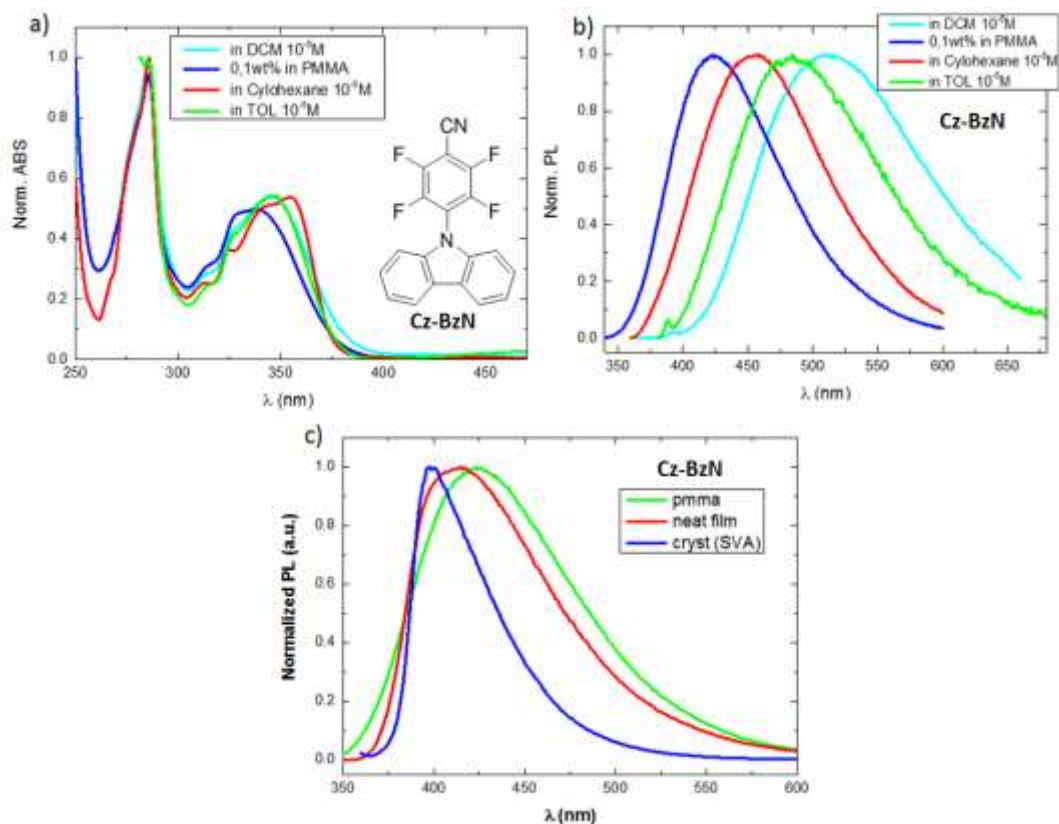 a)
in DCM 10⁻⁵M
0,1wt% in PMMA
in Cylohexane 10⁻⁵M
in TOL 10⁻⁵M
CN
F
F
F
F
N
Cz-BzN
Norm. ABS
1.0
0.8
0.6
0.4
0.2
0.0
250
300
350
400
450
λ (nm)
b)
in DCM 10⁻⁵M
0,1wt% in PMMA
in Cylohexane 10⁻⁵M
in TOL 10⁻⁵M
Cz-BzN
Norm. PL
1.0
0.8
0.6
0.4
0.2
0.0
350
400
450
500
550
600
650
λ (nm)
c)
Cz-BzN
pmma
neat film
cryst (SVA)
Normalized PL (a.u.)
1.0
0.8
0.6
0.4
0.2
0.0
350
400
450
500
550
600
λ (nm)